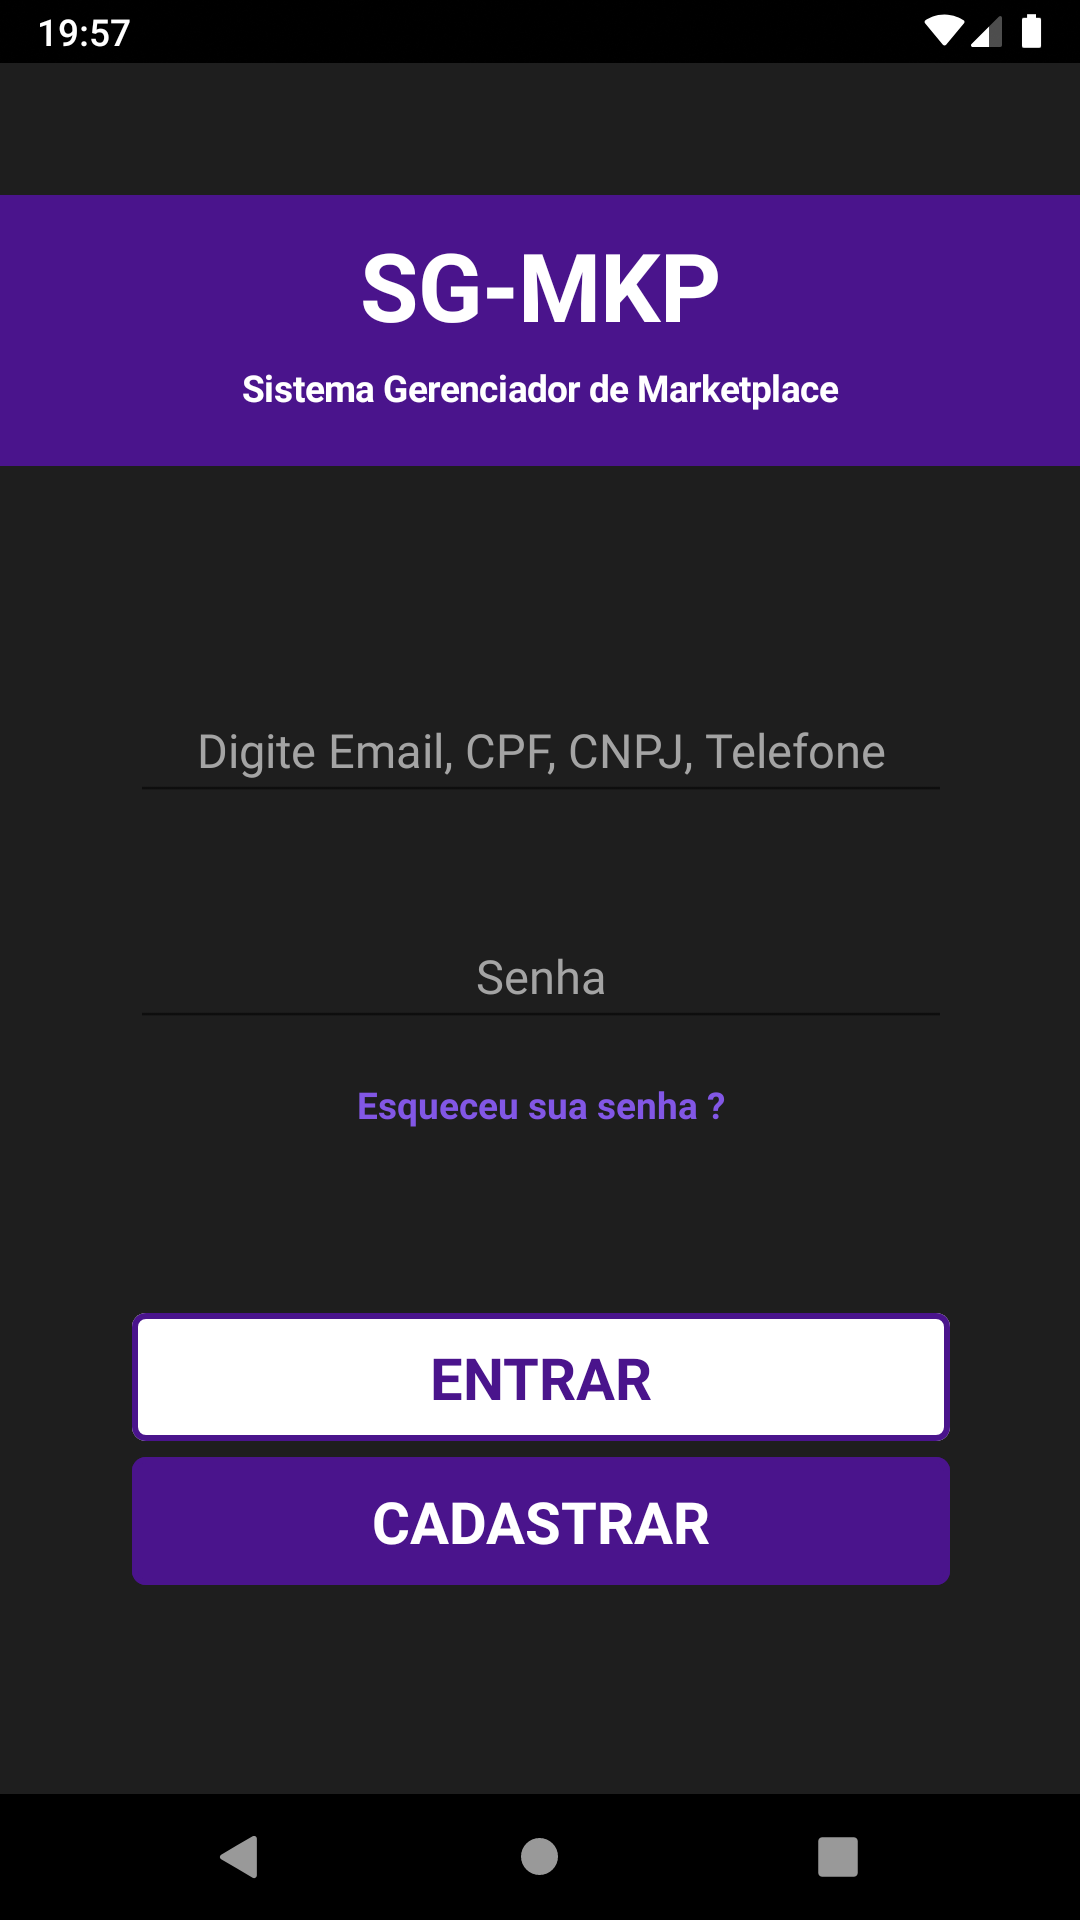 19:57
SG-MKP
Sistema Gerenciador de Marketplace
Digite Email, CPF, CNPJ, Telefone
Senha
Esqueceu sua senha ?
ENTRAR
CADASTRAR